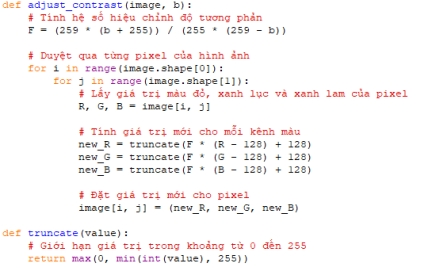 def adjust_contrast(image, b):
    # Tính hệ số hiệu chỉnh độ tương phản
    F = (259 * (b + 255)) / (255 * (259 - b))

    # Duyệt qua từng pixel của hình ảnh
    for i in range(image.shape[0]):
        for j in range(image.shape[1]):
            # Lấy giá trị màu đỏ, xanh lục và xanh lam của pixel
            R, G, B = image[i, j]

            # Tính giá trị mới cho mỗi kênh màu
            new_R = truncate(F * (R - 128) + 128)
            new_G = truncate(F * (G - 128) + 128)
            new_B = truncate(F * (B - 128) + 128)

            # Đặt giá trị mới cho pixel
            image[i, j] = (new_R, new_G, new_B)

def truncate(value):
    # Giới hạn giá trị trong khoảng từ 0 đến 255
    return max(0, min(int(value), 255))